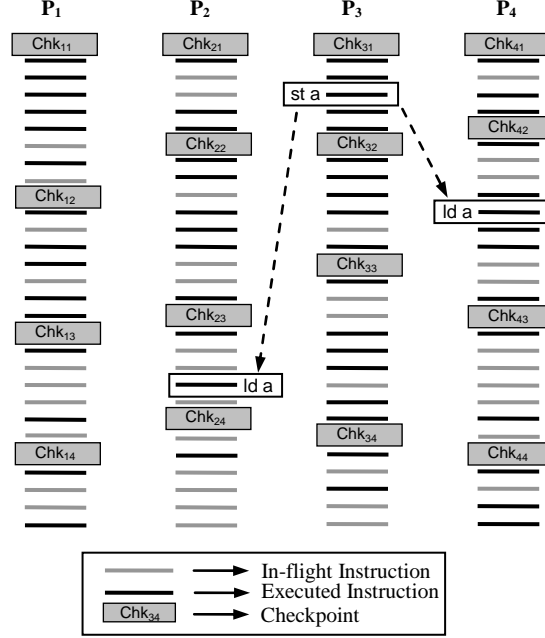 P₁ P₂ P₃ P₄
Chk₁₁ Chk₂₁ Chk₃₁ Chk₄₁
st a
Chk₄₂
Chk₂₂ Chk₃₂
Chk₁₂
ld a
Chk₃₃
Chk₂₃ Chk₄₃
Chk₁₃
ld a
Chk₂₄
Chk₃₄
Chk₁₄ Chk₄₄
In-flight Instruction
Executed Instruction
Chk₃₄ Checkpoint